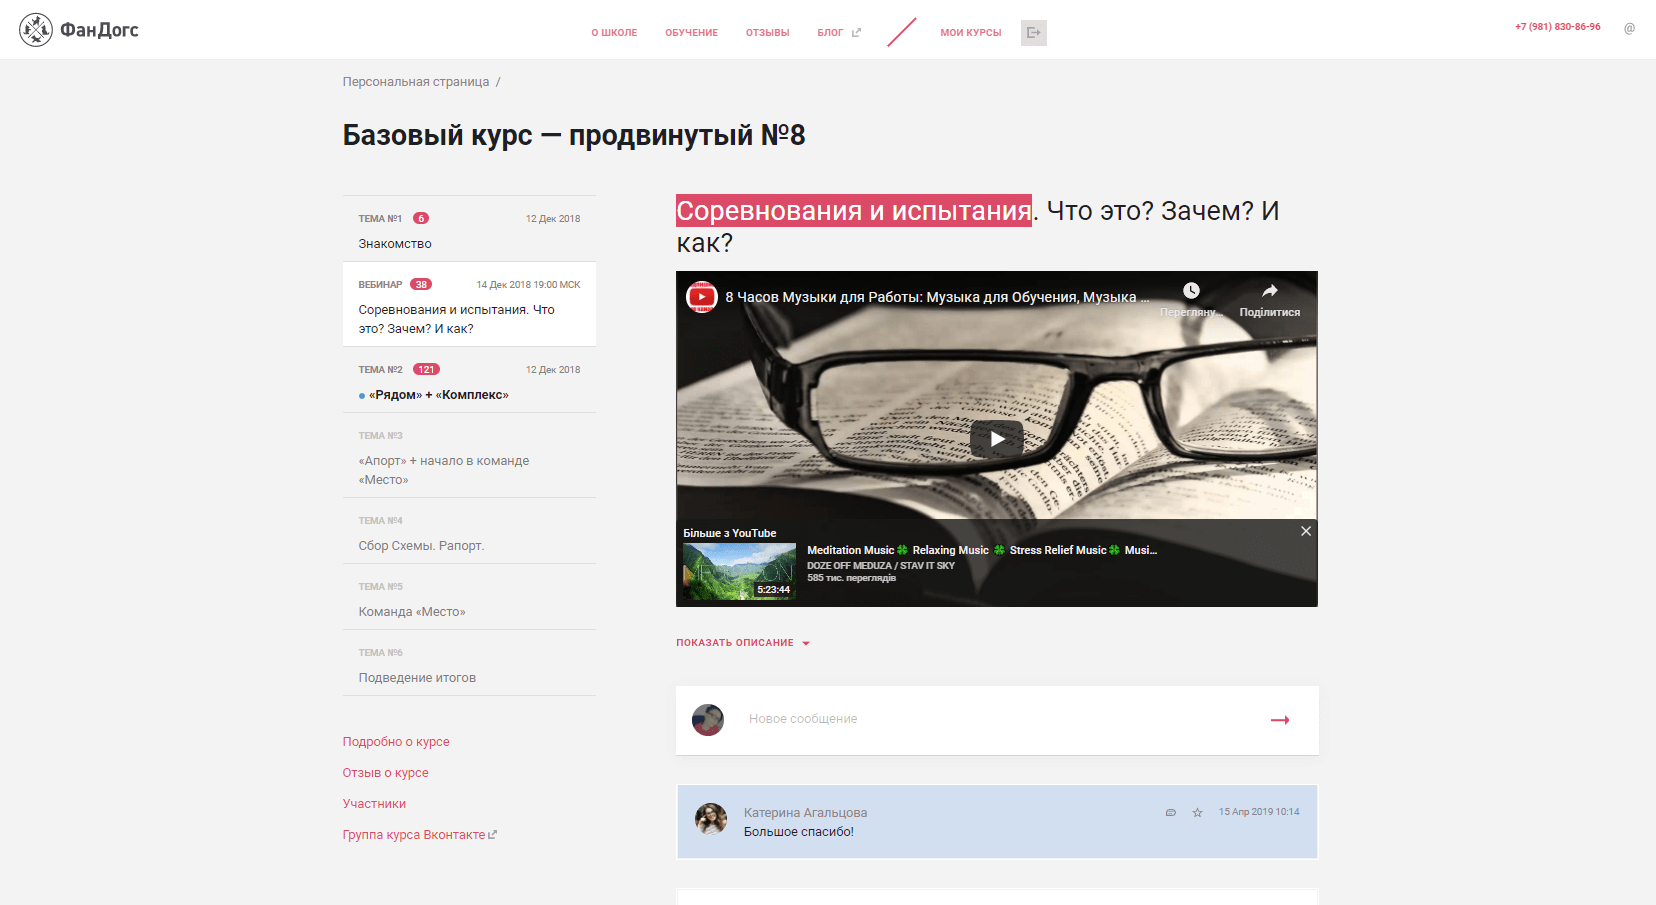 ФанДогс
О ШКОЛЕ ОБУЧЕНИЕ ОТЗЫВЫ БЛОГ МОИ КУРСЫ
+7 (981) 830-86-96 @
Персональная страница /
Базовый курс — продвинутый №8
ТЕМА №1 6 12 Дек 2018
Знакомство
ВЕБИНАР 38 14 Дек 2018 19:00 МСК
Соревнования и испытания. Что
это? Зачем? И как?
ТЕМА №2 121 12 Дек 2018
«Рядом» + «Комплекс»
ТЕМА №3
«Апорт» + начало в команде
«Место»
ТЕМА №4
Сбор Схемы. Рапорт.
ТЕМА №5
Команда «Место»
ТЕМА №6
Подведение итогов
Подробно о курсе
Отзыв о курсе
Участники
Группа курса Вконтакте
Соревнования и испытания. Что это? Зачем? И
как?
8 Часов Музыки для Работы: Музыка для Обучения, Музыка ...
Перегляну... Поділитися
Більше з YouTube
5:23:44
Meditation Music🍀 Relaxing Music 🍀 Stress Relief Music🍀 Musi...
DOZE OFF MEDUZA / STAV IT SKY
585 тис. переглядів
ПОКАЗАТЬ ОПИСАНИЕ
Новое сообщение
Катерина Агальцова 15 Апр 2019 10:14
Большое спасибо!